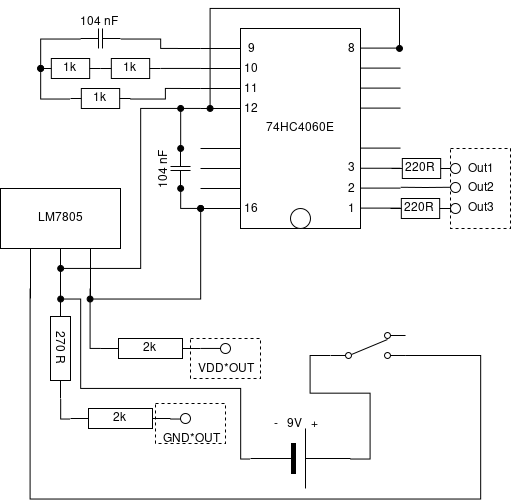 104 nF
9
8
1k
1k
10
1k
11
12
74HC4060E
104 nF
3
220R
Out1
2
Out2
16
1
220R
Out3
LM7805
270 R
2k
VDD*OUT
2k
GND*OUT
- 9V +